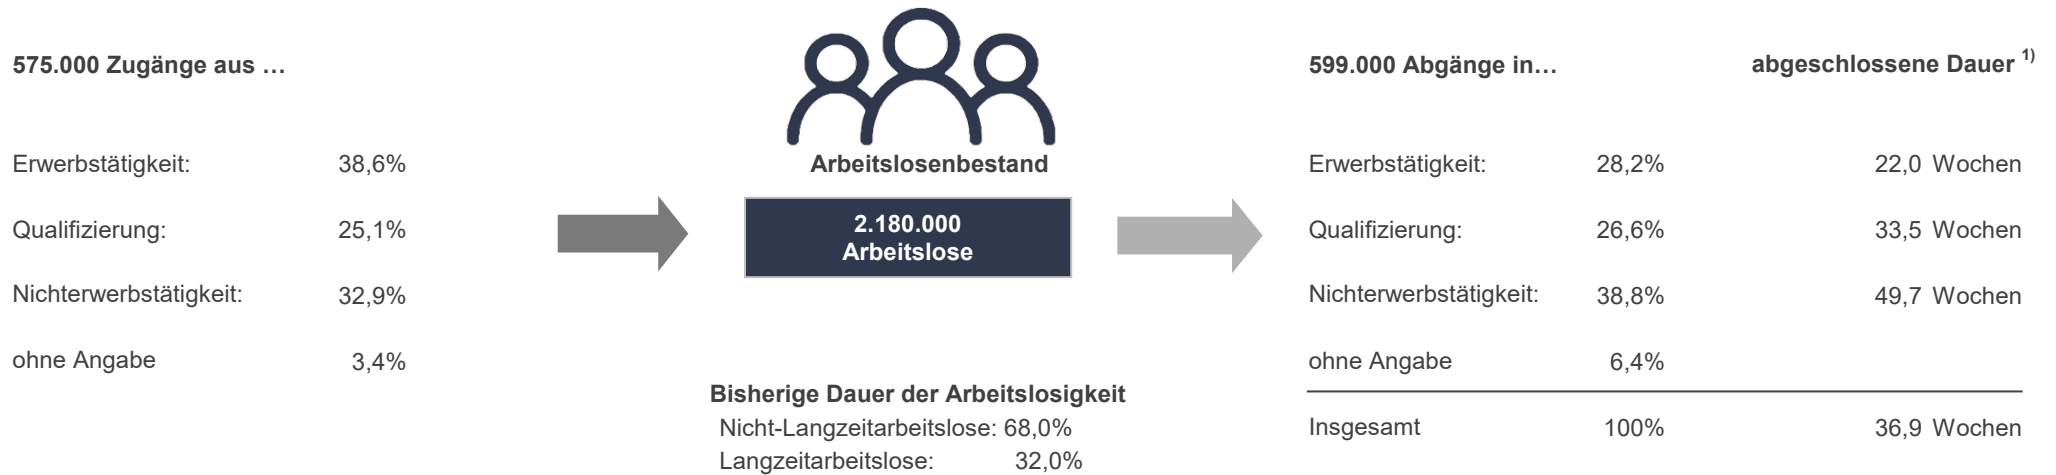 575.000 Zugänge aus …
Erwerbstätigkeit: 38,6%
Qualifizierung: 25,1%
Nichterwerbstätigkeit: 32,9%
ohne Angabe 3,4%
Arbeitslosenbestand
2.180.000
Arbeitslose
Bisherige Dauer der Arbeitslosigkeit
Nicht-Langzeitarbeitslose: 68,0%
Langzeitarbeitslose: 32,0%
599.000 Abgänge in… abgeschlossene Dauer 1)
Erwerbstätigkeit: 28,2% 22,0 Wochen
Qualifizierung: 26,6% 33,5 Wochen
Nichterwerbstätigkeit: 38,8% 49,7 Wochen
ohne Angabe 6,4%
Insgesamt 100% 36,9 Wochen